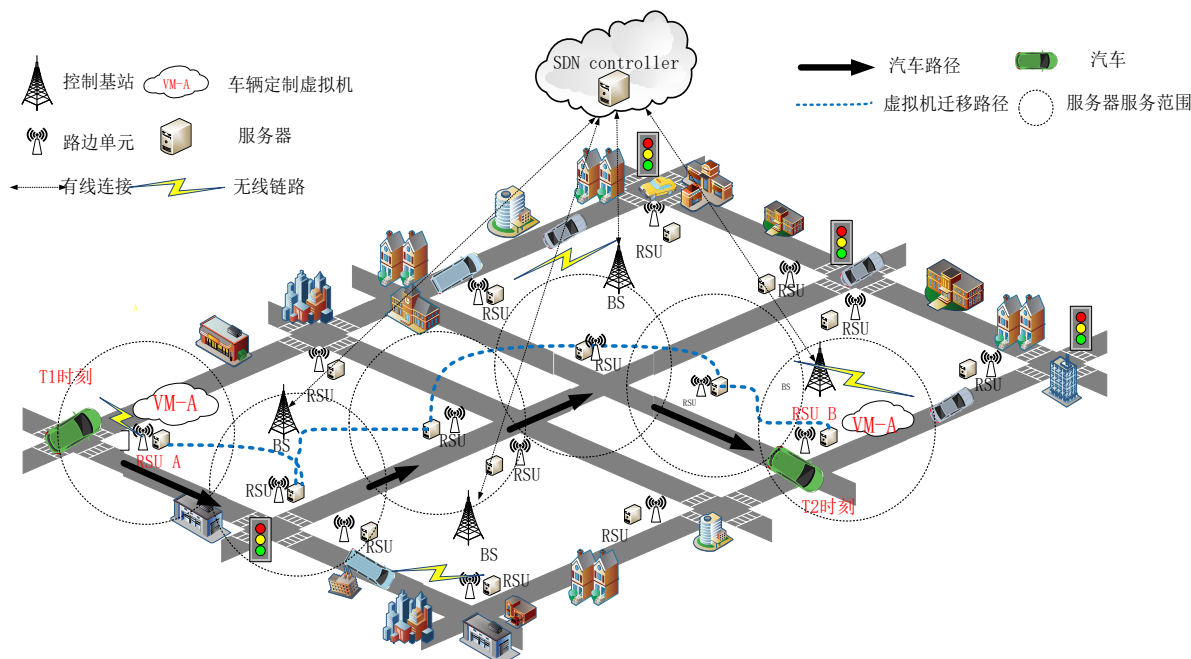 SDN controller
控制基站
VM-A
车辆定制虚拟机
路边单元
服务器
有线连接
无线链路
汽车路径
汽车
虚拟机迁移路径
服务器服务范围
RSU
BS
RSU
RSU
RSU
RSU
RSU
RSU
RSU
T1时刻
VM-A
RSU A
BS
RSU
RSU
RSU
BS
RSU
RSU B
VM-A
T2时刻
RSU
RSU
BS
RSU
RSU